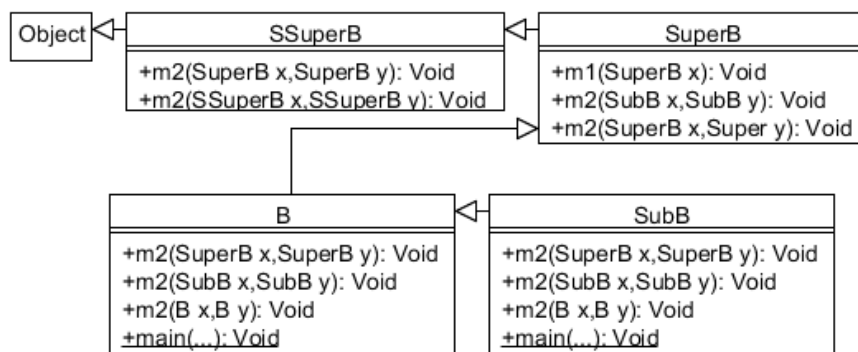 Object
SSuperB
+m2(SuperB x,SuperB y): Void
+m2(SSuperB x,SSuperB y): Void
SuperB
+m1(SuperB x): Void
+m2(SubB x,SubB y): Void
+m2(SuperB x,Super y): Void
B
+m2(SuperB x,SuperB y): Void
+m2(SubB x,SubB y): Void
+m2(B x,B y): Void
+main(...): Void
SubB
+m2(SuperB x,SuperB y): Void
+m2(SubB x,SubB y): Void
+m2(B x,B y): Void
+main(...): Void